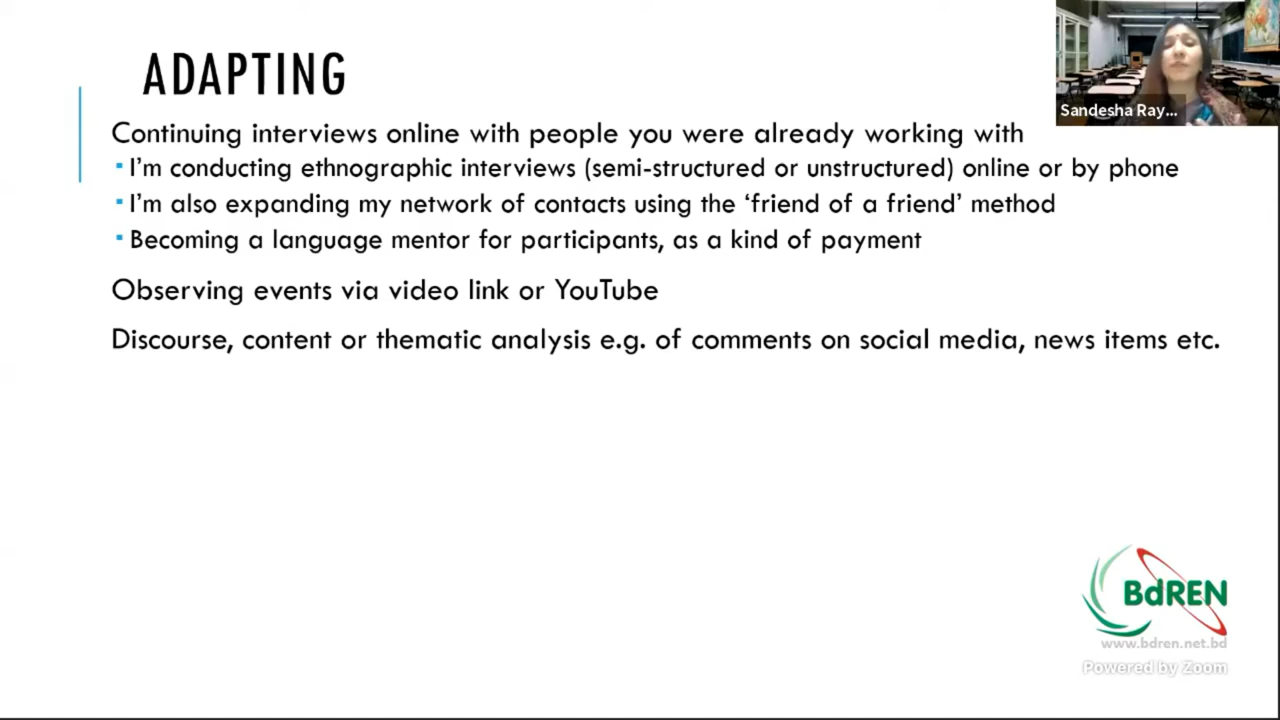 ADAPTING
Sandesha Ray...
Continuing interviews online with people you were already working with
I'm conducting ethnographic interviews (semi-structured or unstructured) online or by phone
I'm also expanding my network of contacts using the ‘friend of a friend’ method
Becoming a language mentor for participants, as a kind of payment
Observing events via video link or YouTube
Discourse, content or thematic analysis e.g. of comments on social media, news items etc.
BdREN
www.bdren.net.bd
Powered by Zoom